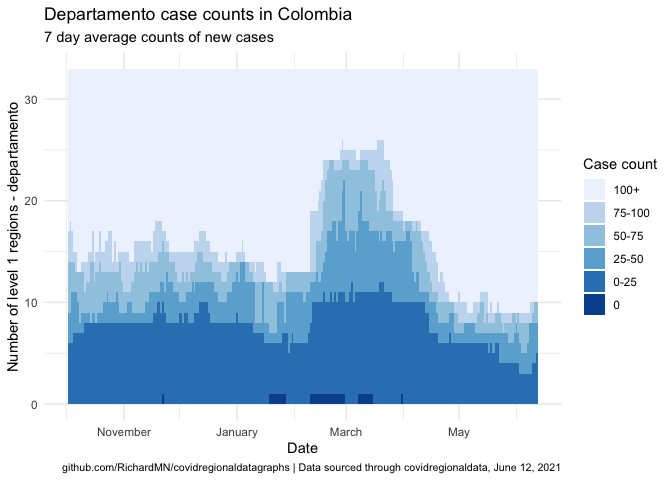 Departamento case counts in Colombia
7 day average counts of new cases
Number of level 1 regions - departamento
30
20
10
0
November
January
March
May
Date
Case count
100+
75-100
50-75
25-50
0-25
0
github.com/RichardMN/covidregionaldatagraphs | Data sourced through covidregionaldata, June 12, 2021